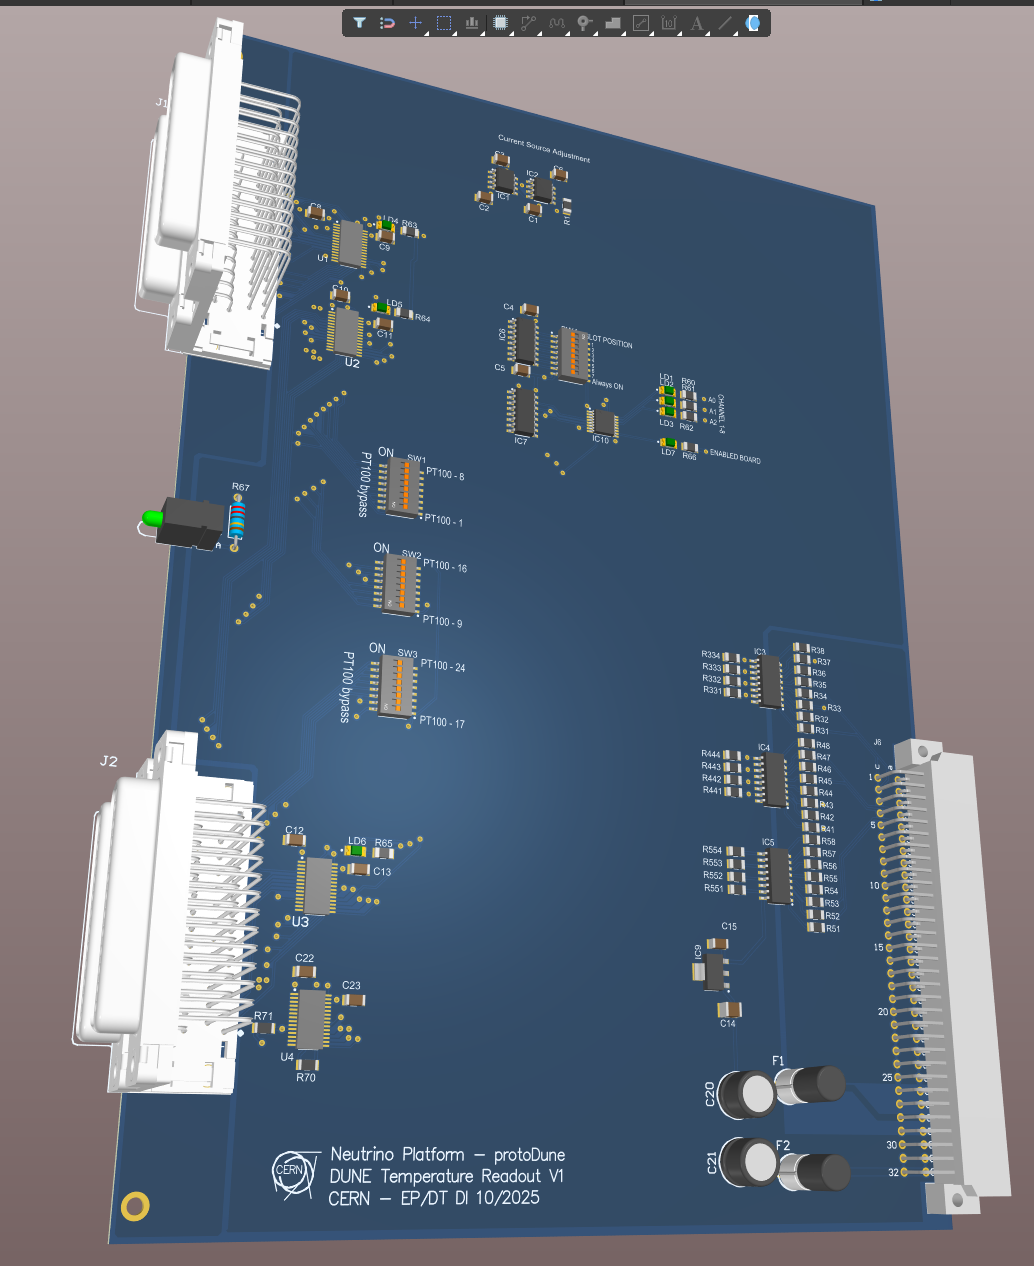 J1
Current Source Adjustment
IC2
IC1
C2
C1
LD4
R63
C9
U1
LD5
R64
C11
U2
C4
IC6
C5
LOT POSITION
Always ON
IC7
IC10
LD1
R60
LD2
R61
LD3
R62
A0
A1
A2
CHANNEL 1-8
LD7
R66
ENABLED BOARD
ON
SW1
PT100 - 8
PT100 bypass
PT100 - 1
R67
A
ON
SW2
PT100 - 16
PT100 - 9
ON
SW3
PT100 - 24
PT100 bypass
PT100 - 17
R334
R333
R332
R331
IC3
R38
R37
R36
R35
R34
R33
R32
R31
R444
R443
R442
R441
IC4
R48
R47
R46
R45
R44
R43
R42
R41
R554
R553
R552
R551
IC5
R58
R57
R56
R55
R54
R53
R52
R51
J6
1
5
10
15
20
25
30
32
J2
C12
LD6
R65
C13
U3
C22
C23
R71
U4
R70
C15
IC9
C14
F1
C20
F2
C21
CERN
Neutrino Platform - protoDune
DUNE Temperature Readout V1
CERN - EP/DT DI 10/2025